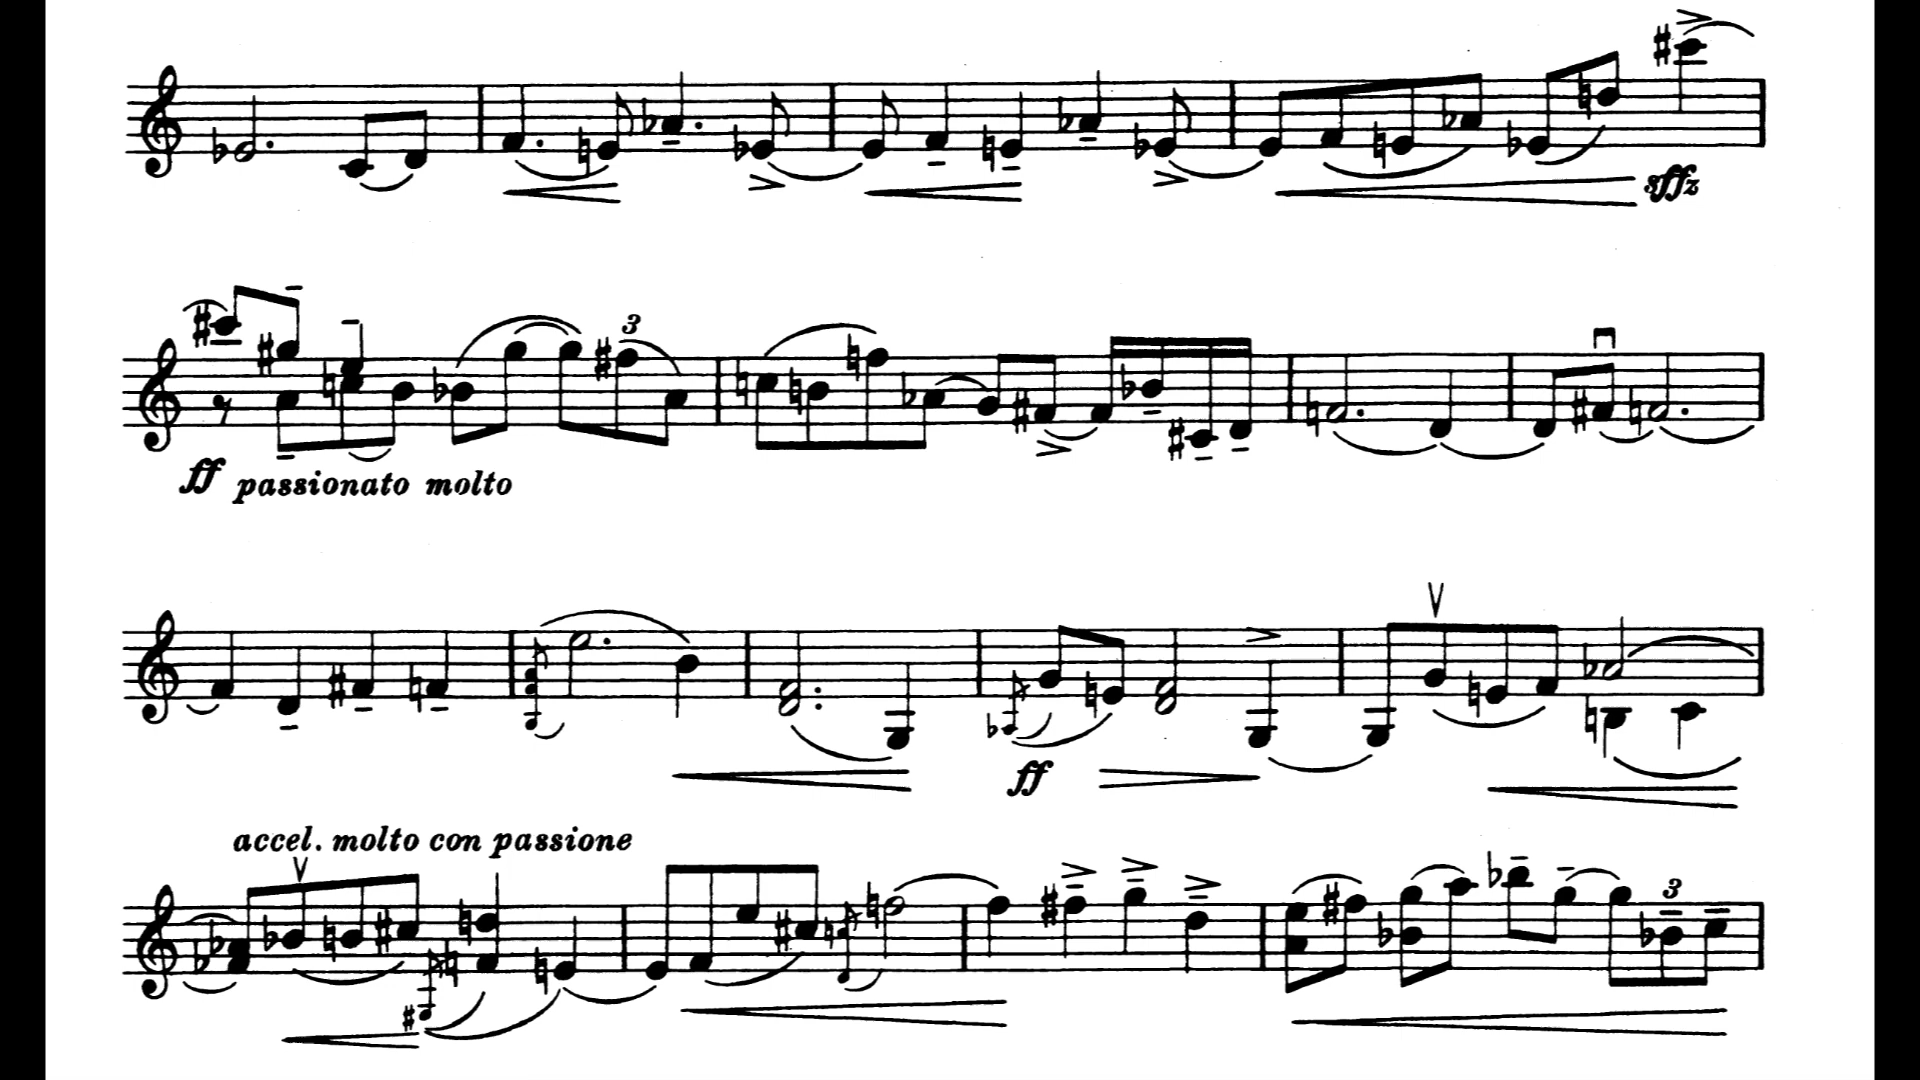 sffz
3
ff passionato molto
ff
accel. molto con passione
3